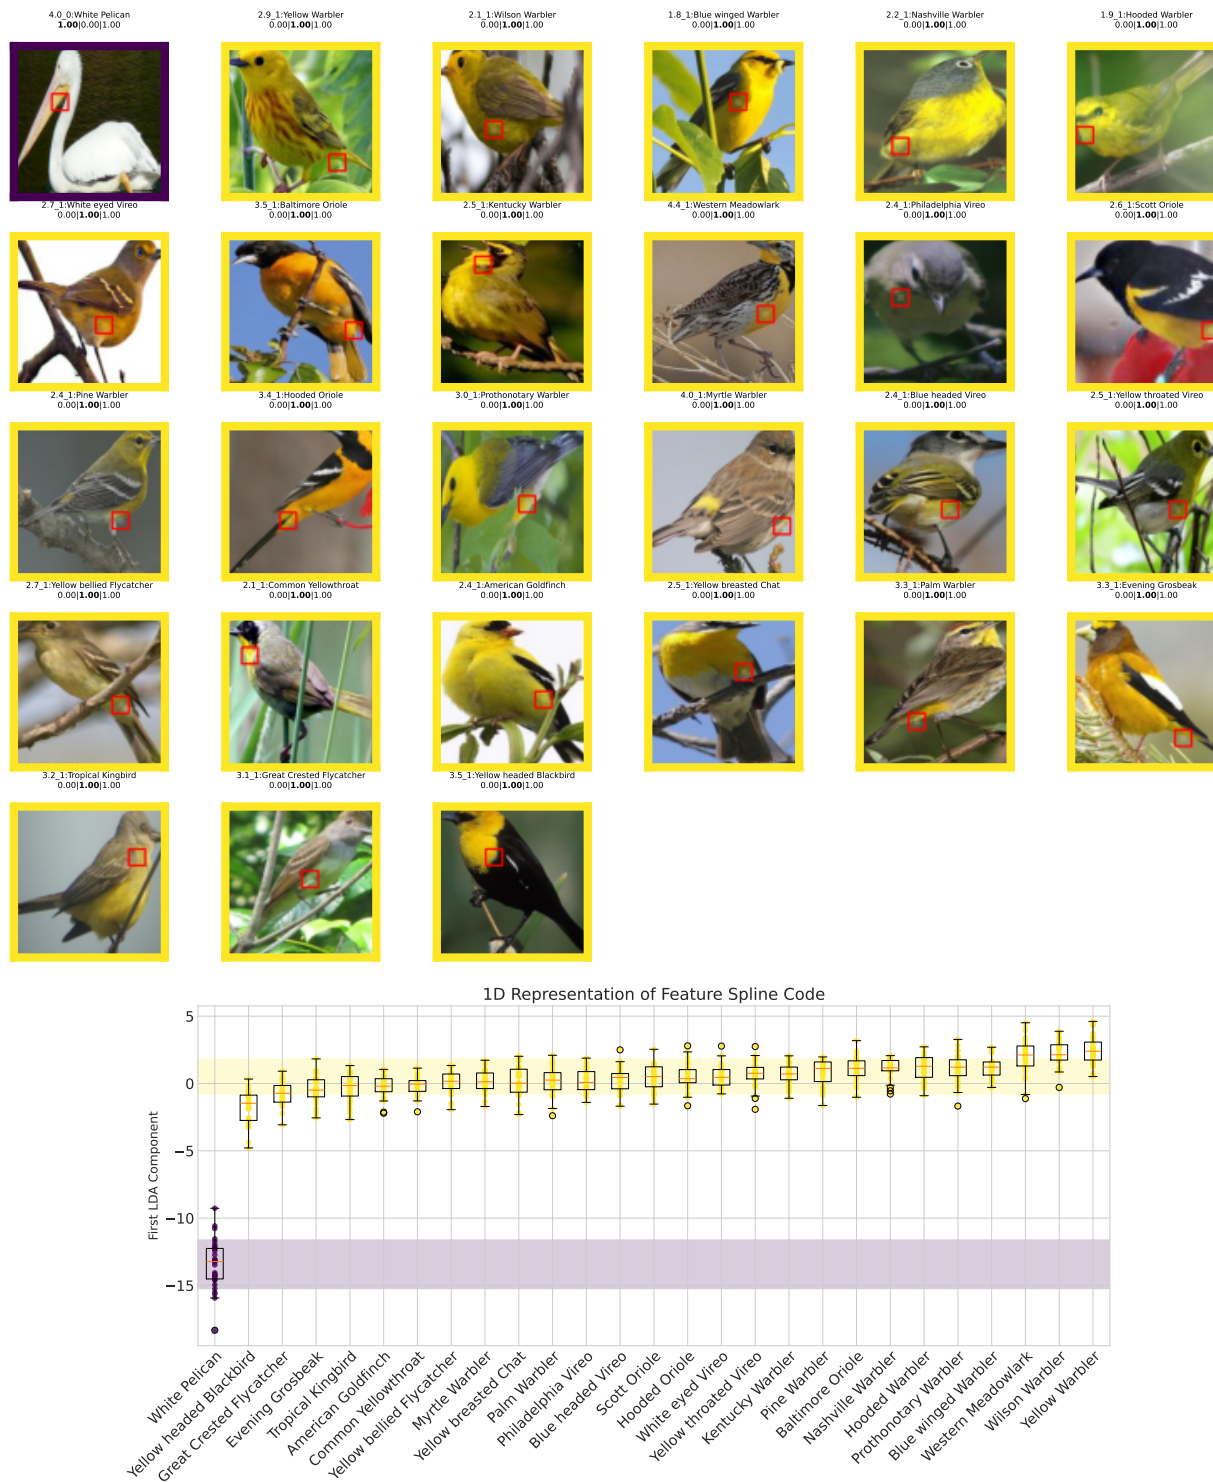 4.0_0:White Pelican
1.00|0.00|1.00
2.9_1:Yellow Warbler
0.00|1.00|1.00
2.1_1:Wilson Warbler
0.00|1.00|1.00
1.8_1:Blue winged Warbler
0.00|1.00|1.00
2.2_1:Nashville Warbler
0.00|1.00|1.00
1.9_1:Hooded Warbler
0.00|1.00|1.00
2.7_1:White eyed Vireo
0.00|1.00|1.00
3.5_1:Baltimore Oriole
0.00|1.00|1.00
2.5_1:Kentucky Warbler
0.00|1.00|1.00
4.4_1:Western Meadowlark
0.00|1.00|1.00
2.4_1:Philadelphia Vireo
0.00|1.00|1.00
2.6_1:Scott Oriole
0.00|1.00|1.00
2.4_1:Pine Warbler
0.00|1.00|1.00
3.4_1:Hooded Oriole
0.00|1.00|1.00
3.0_1:Prothonotary Warbler
0.00|1.00|1.00
4.0_1:Myrtle Warbler
0.00|1.00|1.00
2.4_1:Blue headed Vireo
0.00|1.00|1.00
2.5_1:Yellow throated Vireo
0.00|1.00|1.00
2.7_1:Yellow bellied Flycatcher
0.00|1.00|1.00
2.1_1:Common Yellowthroat
0.00|1.00|1.00
2.4_1:American Goldfinch
0.00|1.00|1.00
2.5_1:Yellow breasted Chat
0.00|1.00|1.00
3.3_1:Palm Warbler
0.00|1.00|1.00
3.3_1:Evening Grosbeak
0.00|1.00|1.00
3.2_1:Tropical Kingbird
0.00|1.00|1.00
3.1_1:Great Crested Flycatcher
0.00|1.00|1.00
3.5_1:Yellow headed Blackbird
0.00|1.00|1.00
1D Representation of Feature Spline Code
First LDA Component
5
0
−5
−10
−15
White Pelican
Yellow headed Blackbird
Great Crested Flycatcher
Evening Grosbeak
Tropical Kingbird
American Goldfinch
Common Yellowthroat
Yellow bellied Flycatcher
Myrtle Warbler
Yellow breasted Chat
Palm Warbler
Philadelphia Vireo
Blue headed Vireo
Scott Oriole
Hooded Oriole
White eyed Vireo
Yellow throated Vireo
Kentucky Warbler
Pine Warbler
Baltimore Oriole
Nashville Warbler
Hooded Warbler
Prothonotary Warbler
Blue winged Warbler
Western Meadowlark
Wilson Warbler
Yellow Warbler